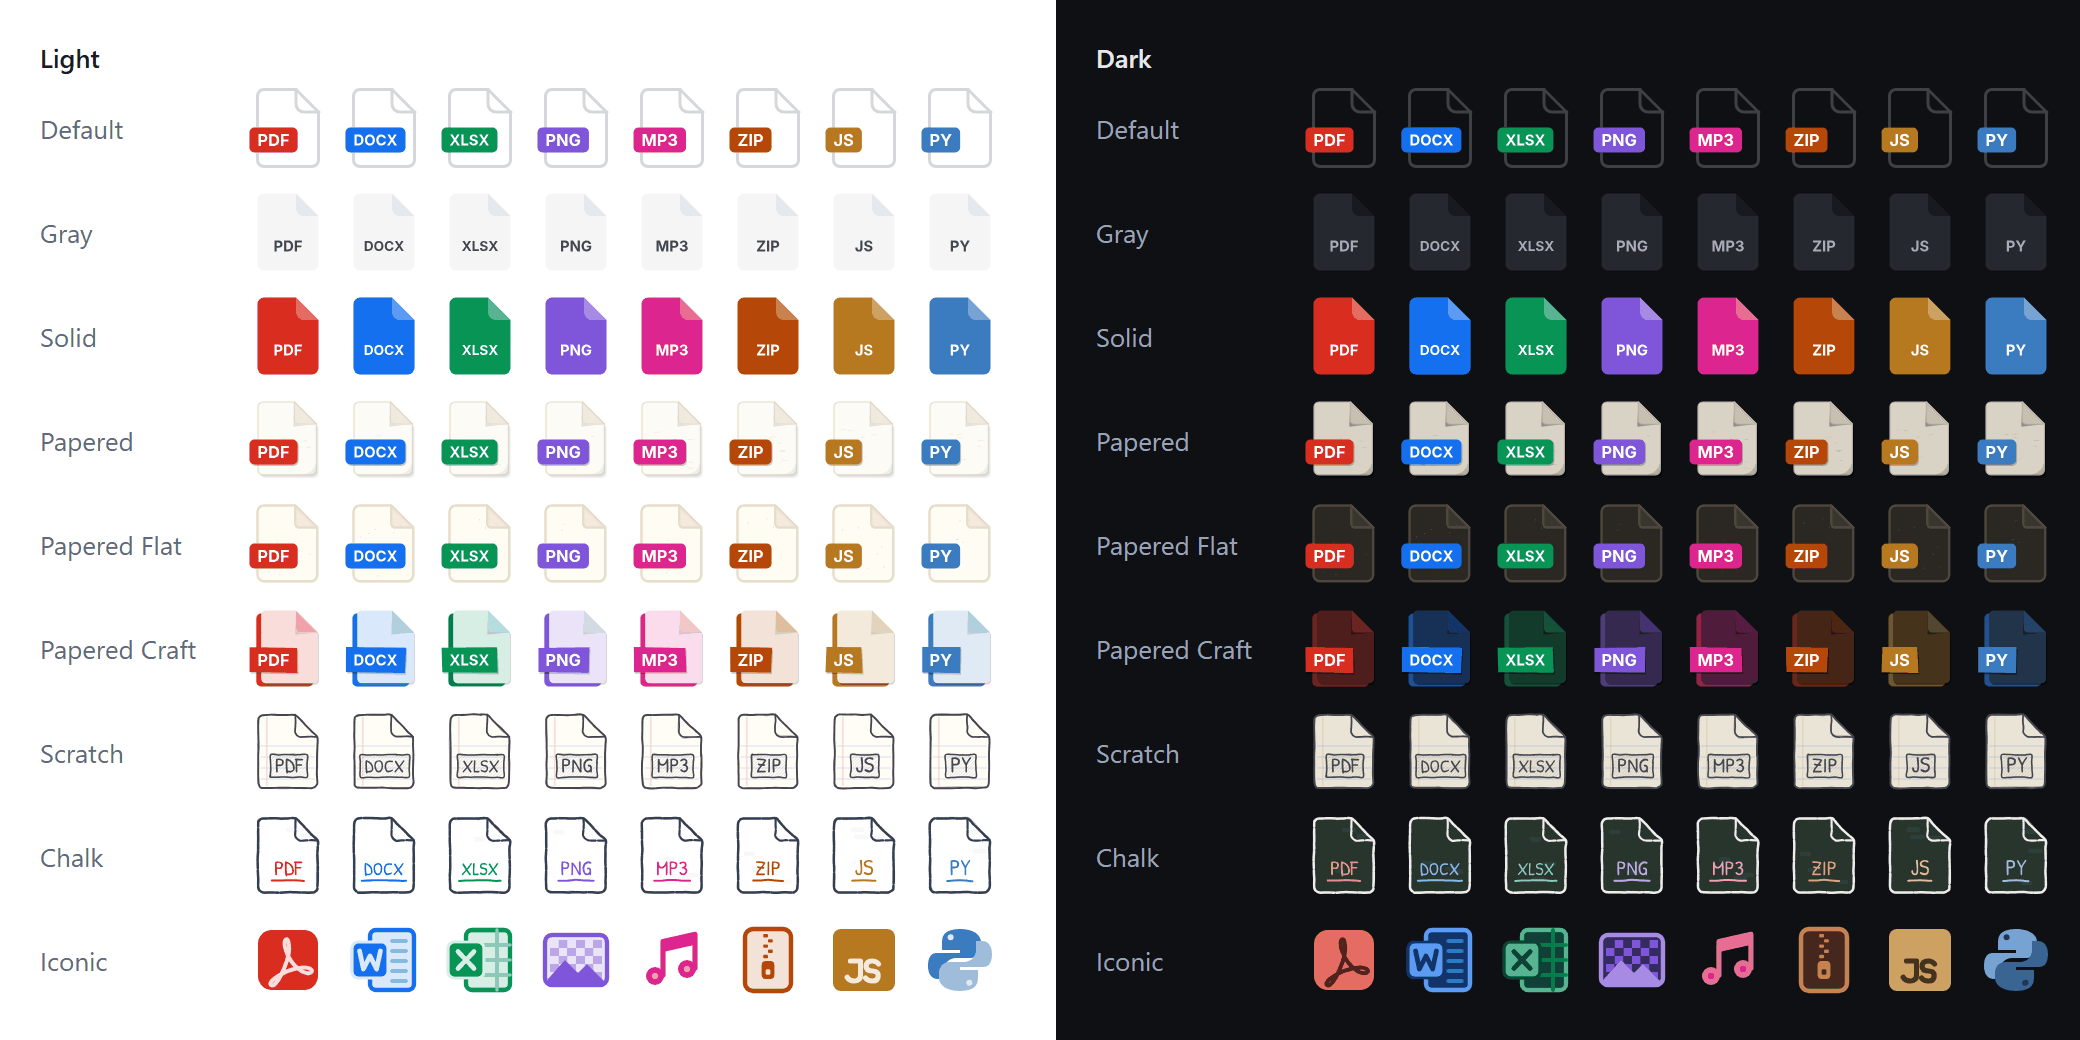 Light
Default PDF DOCX XLSX PNG MP3 ZIP JS PY
Gray PDF DOCX XLSX PNG MP3 ZIP JS PY
Solid PDF DOCX XLSX PNG MP3 ZIP JS PY
Papered PDF DOCX XLSX PNG MP3 ZIP JS PY
Papered Flat PDF DOCX XLSX PNG MP3 ZIP JS PY
Papered Craft PDF DOCX XLSX PNG MP3 ZIP JS PY
Scratch PDF DOCX XLSX PNG MP3 ZIP JS PY
Chalk PDF DOCX XLSX PNG MP3 ZIP JS PY
Iconic W X JS
Dark
Default PDF DOCX XLSX PNG MP3 ZIP JS PY
Gray PDF DOCX XLSX PNG MP3 ZIP JS PY
Solid PDF DOCX XLSX PNG MP3 ZIP JS PY
Papered PDF DOCX XLSX PNG MP3 ZIP JS PY
Papered Flat PDF DOCX XLSX PNG MP3 ZIP JS PY
Papered Craft PDF DOCX XLSX PNG MP3 ZIP JS PY
Scratch PDF DOCX XLSX PNG MP3 ZIP JS PY
Chalk PDF DOCX XLSX PNG MP3 ZIP JS PY
Iconic W X JS